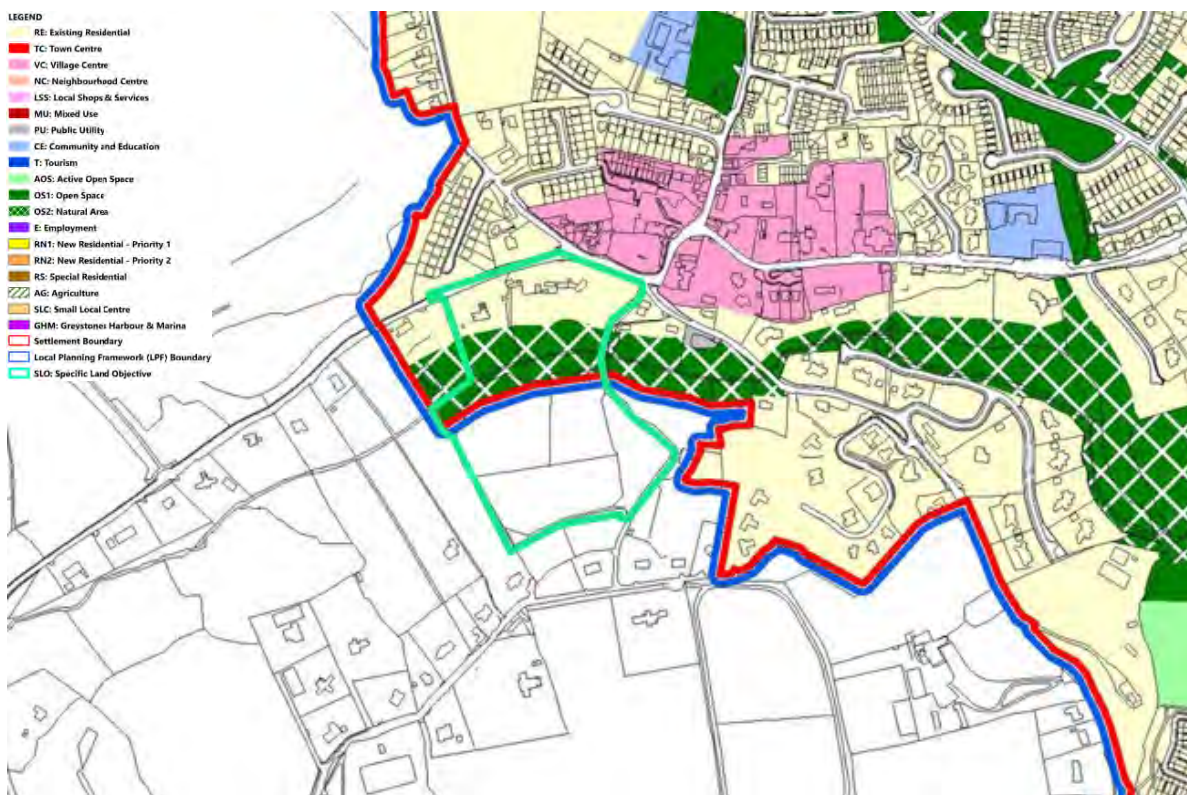 LEGEND
RE: Existing Residential
TC: Town Centre
VC: Village Centre
NC: Neighbourhood Centre
LSS: Local Shops & Services
MU: Mixed Use
PU: Public Utility
CE: Community and Education
T: Tourism
AOS: Active Open Space
OS1: Open Space
OS2: Natural Area
E: Employment
RN1: New Residential - Priority 1
RN2: New Residential - Priority 2
RS: Special Residential
AG: Agriculture
SLC: Small Local Centre
GHM: Greystones Harbour & Marina
Settlement Boundary
Local Planning Framework (LPF) Boundary
SLO: Specific Land Objective